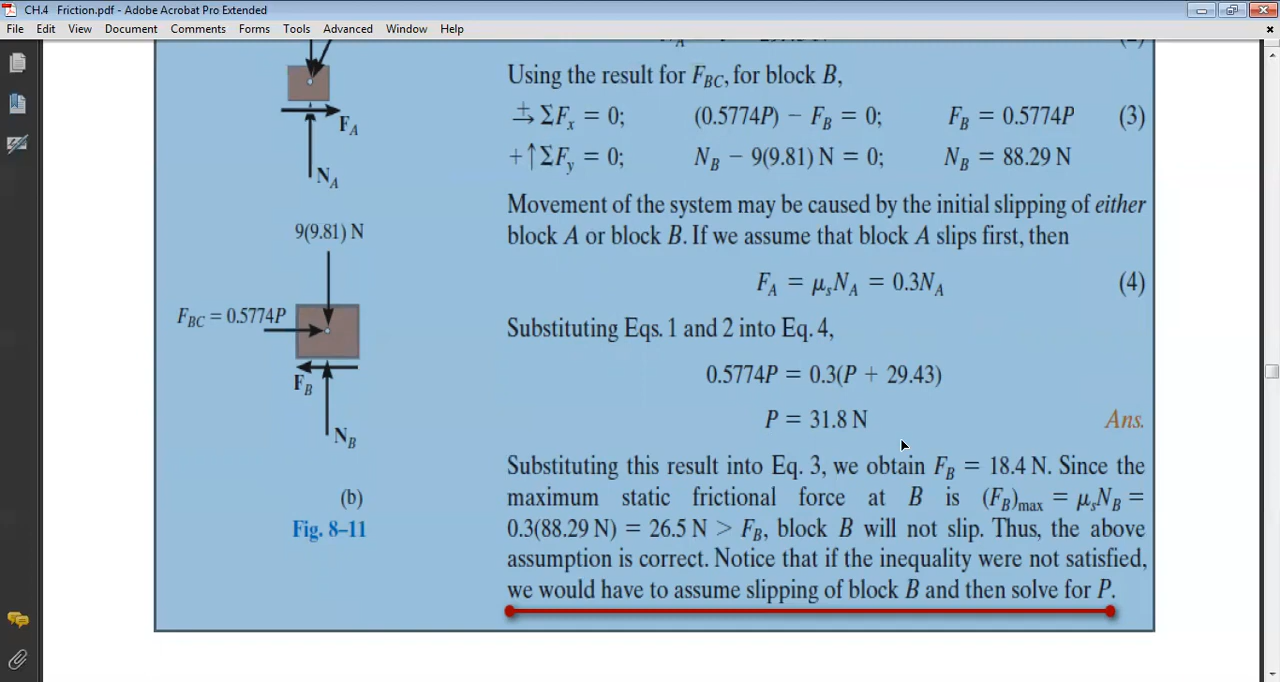 CH.4 Friction.pdf - Adobe Acrobat Pro Extended
File Edit View Document Comments Forms Tools Advanced Window Help
Using the result for F_BC, for block B,
+→ ΣF_x = 0; (0.5774P) − F_B = 0; F_B = 0.5774P (3)
+↑ΣF_y = 0; N_B − 9(9.81) N = 0; N_B = 88.29 N
Movement of the system may be caused by the initial slipping of either
block A or block B. If we assume that block A slips first, then
F_A = μ_sN_A = 0.3N_A (4)
Substituting Eqs. 1 and 2 into Eq. 4,
0.5774P = 0.3(P + 29.43)
P = 31.8 N Ans.
Substituting this result into Eq. 3, we obtain F_B = 18.4 N. Since the
maximum static frictional force at B is (F_B)_max = μ_sN_B =
0.3(88.29 N) = 26.5 N > F_B, block B will not slip. Thus, the above
assumption is correct. Notice that if the inequality were not satisfied,
we would have to assume slipping of block B and then solve for P.
F_A
N_A
9(9.81) N
F_BC = 0.5774P
F_B
N_B
(b)
Fig. 8–11